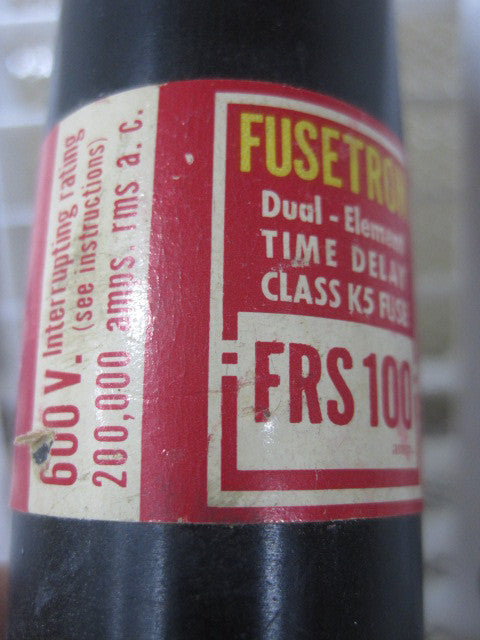 600 V. Interrupting rating
(see instructions)
200,000 amps. rms a. c.
FUSETRON
Dual - Element
TIME DELAY
CLASS K5 FUSE
FRS 100
amp